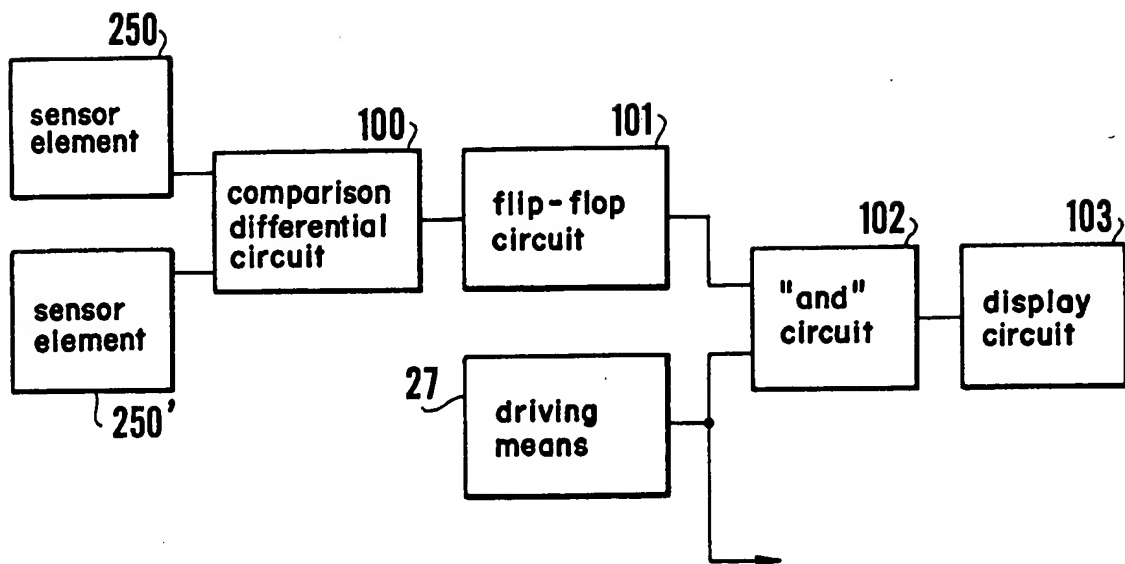 250
sensor
element
100
comparison
differential
circuit
101
flip-flop
circuit
102
"and"
circuit
103
display
circuit
sensor
element
250'
27
driving
means